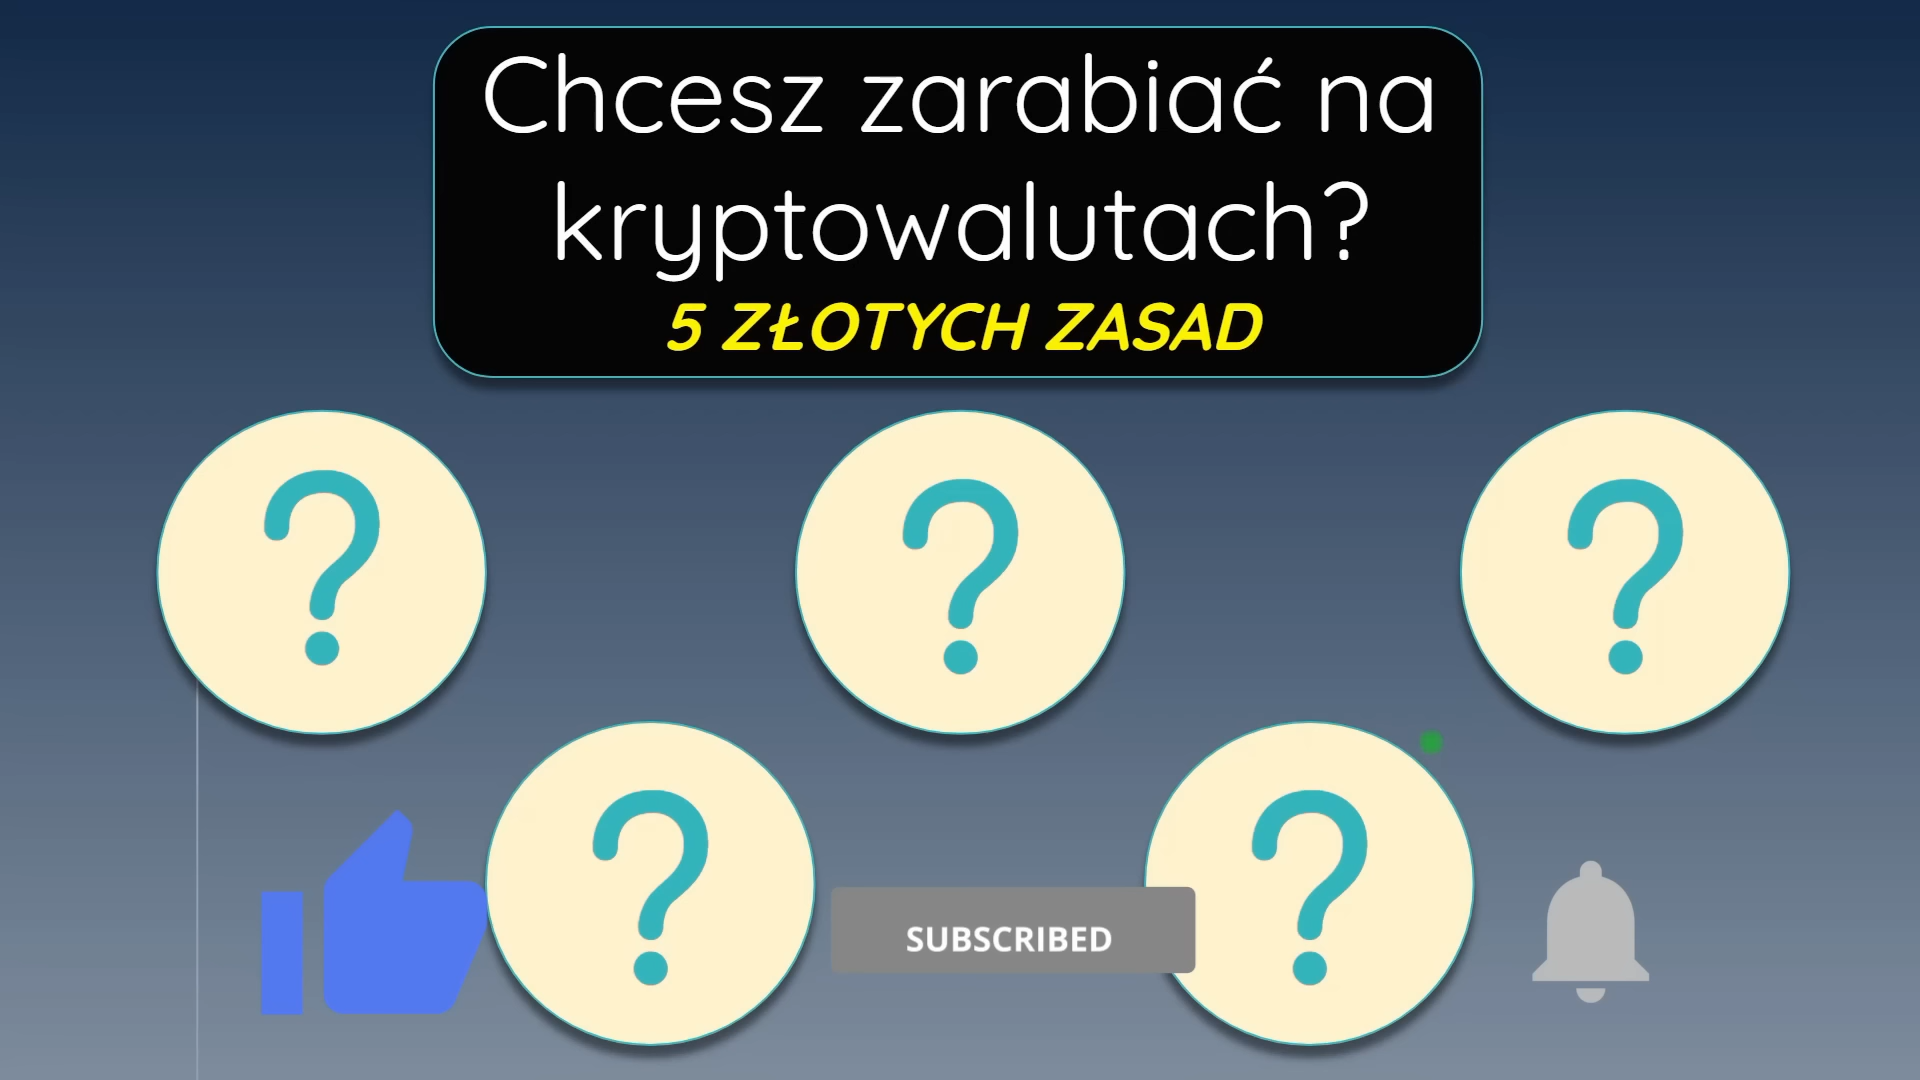 Chcesz zarabiać na
kryptowalutach?
5 ZŁOTYCH ZASAD
?
?
?
?
?
SUBSCRIBED